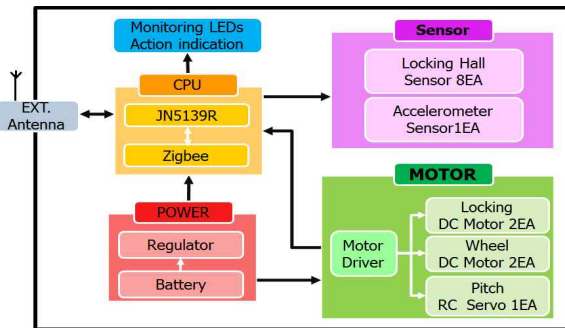 Monitoring LEDs
Action indication
Sensor
CPU
Locking Hall
Sensor 8EA
EXT.
Antenna
JN5139R
Accelerometer
Sensor1EA
Zigbee
MOTOR
POWER
Locking
DC Motor 2EA
Regulator
Motor
Driver
Wheel
DC Motor 2EA
Battery
Pitch
RC Servo 1EA